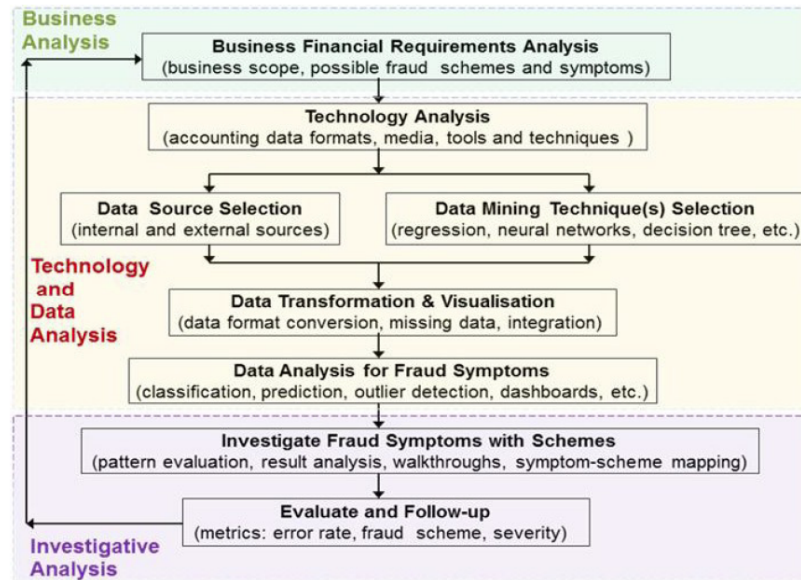 Business
Analysis
Business Financial Requirements Analysis
(business scope, possible fraud schemes and symptoms)
Technology Analysis
(accounting data formats, media, tools and techniques )
Data Source Selection
(internal and external sources)
Data Mining Technique(s) Selection
(regression, neural networks, decision tree, etc.)
Technology
and
Data
Analysis
Data Transformation & Visualisation
(data format conversion, missing data, integration)
Data Analysis for Fraud Symptoms
(classification, prediction, outlier detection, dashboards, etc.)
Investigate Fraud Symptoms with Schemes
(pattern evaluation, result analysis, walkthroughs, symptom-scheme mapping)
Evaluate and Follow-up
(metrics: error rate, fraud scheme, severity)
Investigative
Analysis